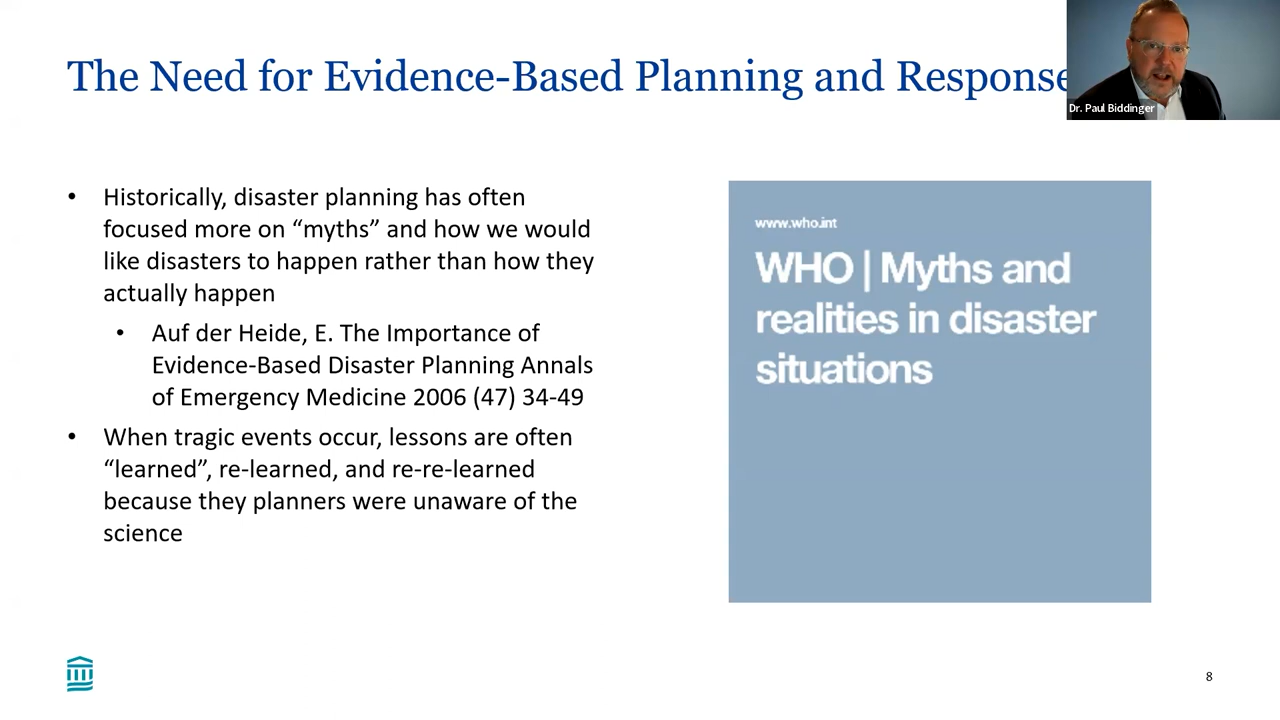 The Need for Evidence-Based Planning and Response
Dr. Paul Biddinger
• Historically, disaster planning has often
focused more on “myths” and how we would
like disasters to happen rather than how they
actually happen
• Auf der Heide, E. The Importance of
Evidence-Based Disaster Planning Annals
of Emergency Medicine 2006 (47) 34-49
• When tragic events occur, lessons are often
“learned”, re-learned, and re-re-learned
because they planners were unaware of the
science
www.who.int
WHO | Myths and
realities in disaster
situations
8